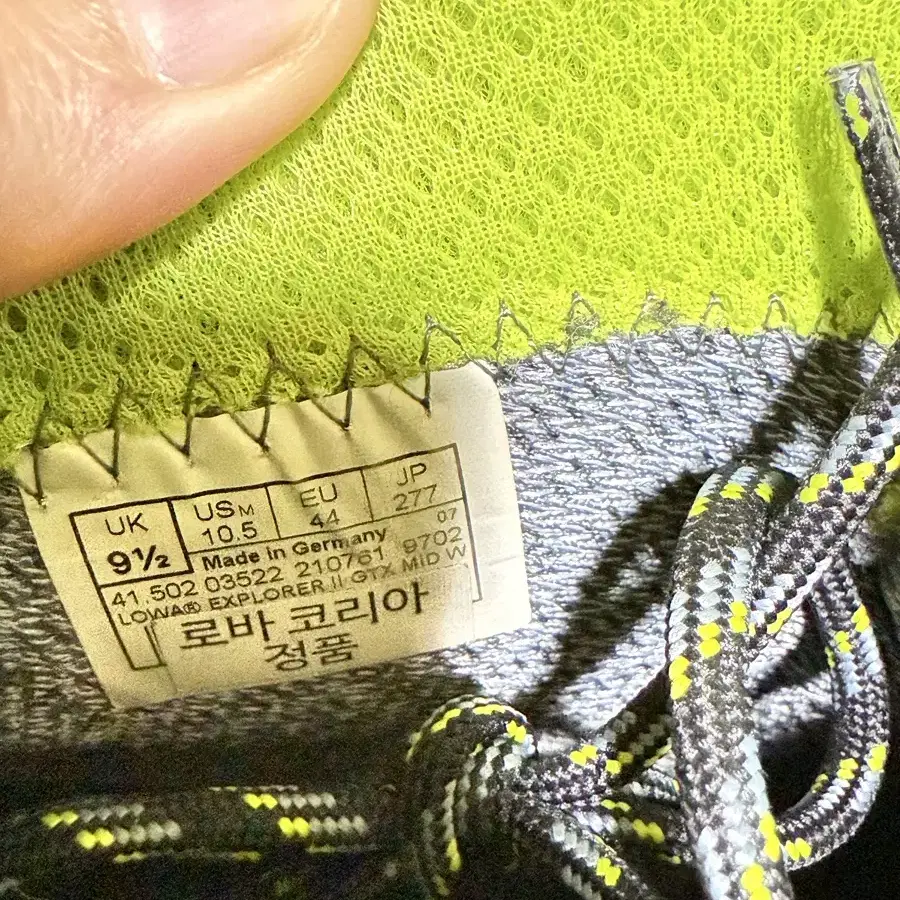 UK 9½
USM 10.5
EU 44
JP 277
Made in Germany 07
41 502 03522 210761 9702
LOWA® EXPLORER II GTX MID W
로바 코리아
정품